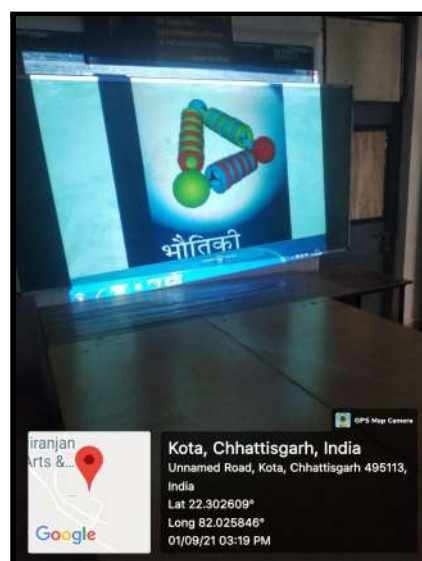 भौतिकी
GPS Map Camera
iranjan
Arts &...
Google
Kota, Chhattisgarh, India
Unnamed Road, Kota, Chhattisgarh 495113,
India
Lat 22.302609°
Long 82.025846°
01/09/21 03:19 PM